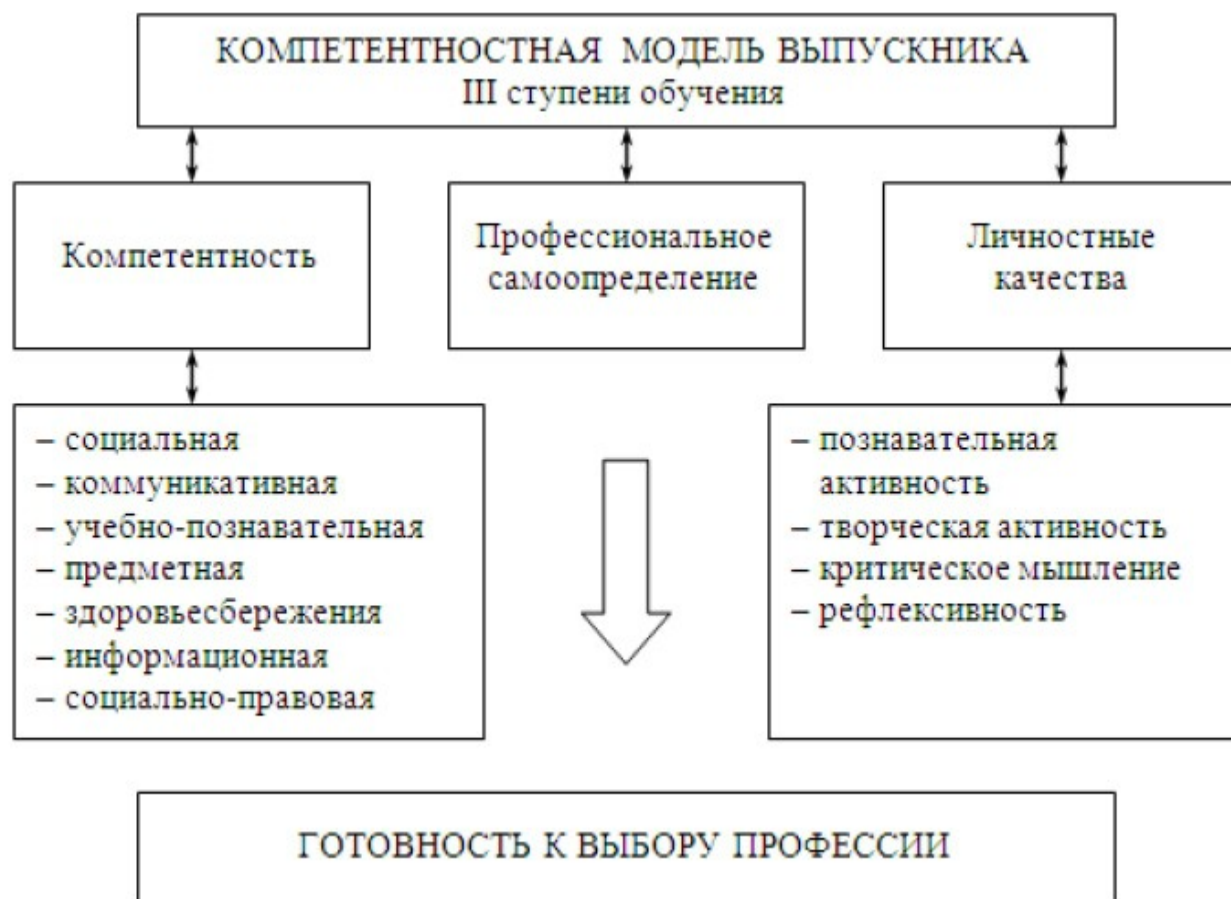 КОМПЕТЕНТНОСТНАЯ МОДЕЛЬ ВЫПУСКНИКА
III ступени обучения
Компетентность
Профессиональное
самоопределение
Личностные
качества
– социальная
– коммуникативная
– учебно-познавательная
– предметная
– здоровьесбережения
– информационная
– социально-правовая
– познавательная
активность
– творческая активность
– критическое мышление
– рефлексивность
ГОТОВНОСТЬ К ВЫБОРУ ПРОФЕССИИ